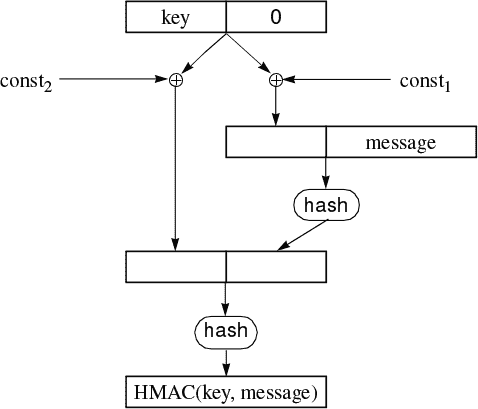 key 0
const₂ ⊕ ⊕ const₁
message
hash
hash
HMAC(key, message)